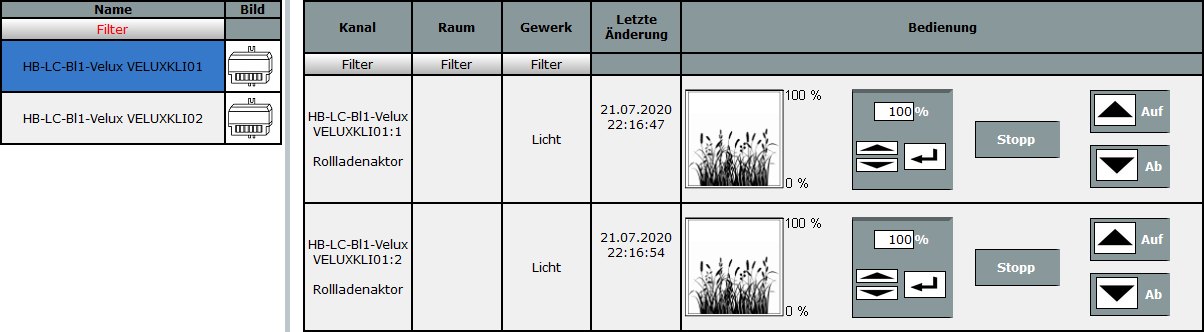 Name Bild
Filter
HB-LC-Bl1-Velux VELUXKLI01
HB-LC-Bl1-Velux VELUXKLI02
Kanal Raum Gewerk Letzte Änderung Bedienung
Filter Filter Filter
HB-LC-Bl1-Velux
VELUXKLI01:1
Rollladenaktor
Licht
21.07.2020
22:16:47
100 %
0 %
100 %
Stopp
Auf
Ab
HB-LC-Bl1-Velux
VELUXKLI01:2
Rollladenaktor
Licht
21.07.2020
22:16:54
100 %
0 %
100 %
Stopp
Auf
Ab